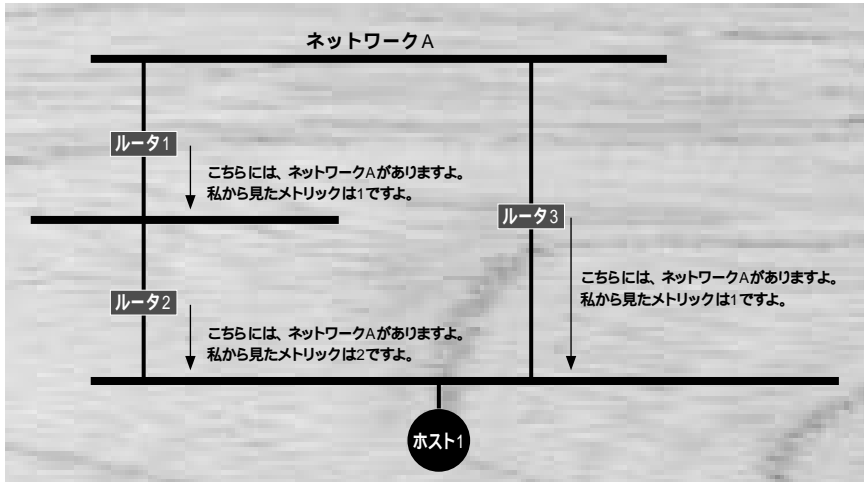 ネットワークA
ルータ1
こちらには、ネットワークAがありますよ。
私から見たメトリックは1ですよ。
ルータ3
こちらには、ネットワークAがありますよ。
私から見たメトリックは1ですよ。
ルータ2
こちらには、ネットワークAがありますよ。
私から見たメトリックは2ですよ。
ホスト1